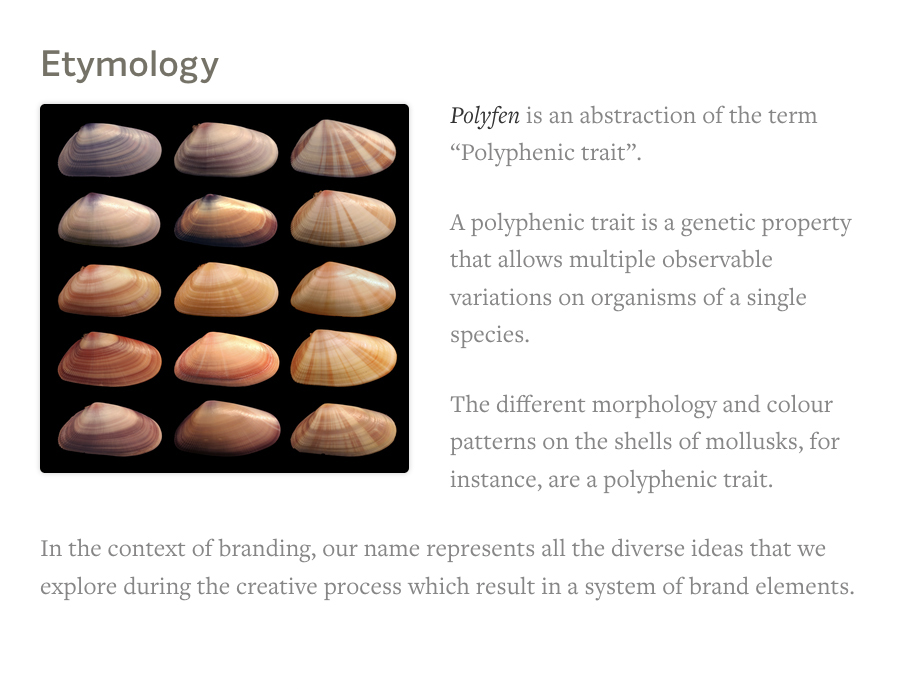 Etymology
Polyfen is an abstraction of the term
“Polyphenic trait”.
A polyphenic trait is a genetic property
that allows multiple observable
variations on organisms of a single
species.
The different morphology and colour
patterns on the shells of mollusks, for
instance, are a polyphenic trait.
In the context of branding, our name represents all the diverse ideas that we
explore during the creative process which result in a system of brand elements.